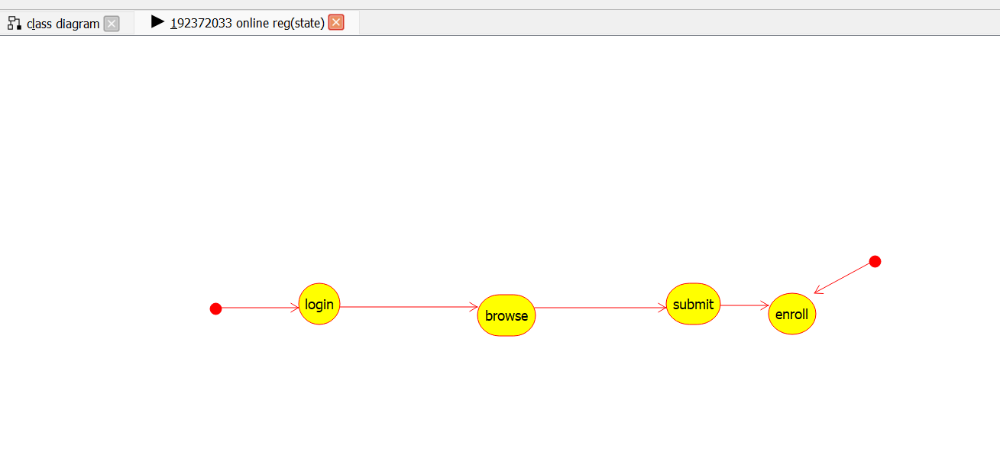 class diagram
192372033 online reg(state)
login
browse
submit
enroll